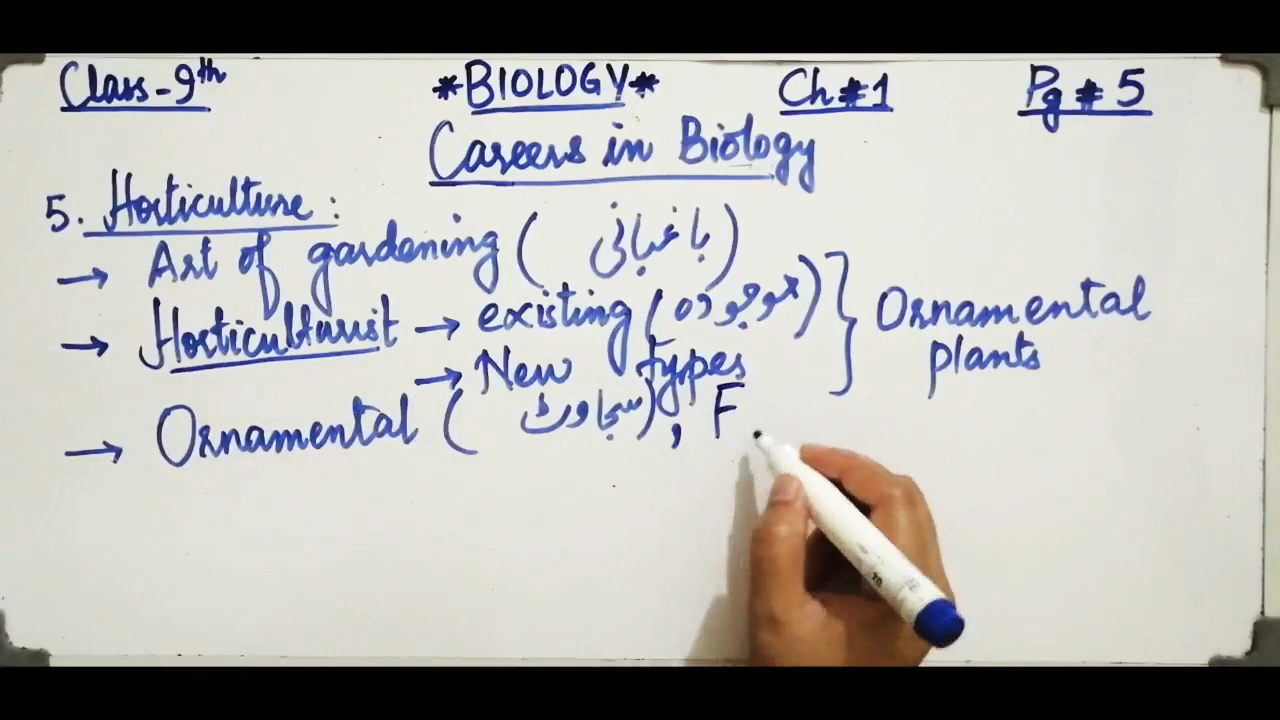 Class-9th *BIOLOGY* Ch #1 Pg # 5
Careers in Biology
5. Horticulture:
→ Art of gardening ( باغبانی )
→ Horticulturist → existing ( موجودہ ) } Ornamental plants
→ New types
→ Ornamental ( سجاوٹ ), F